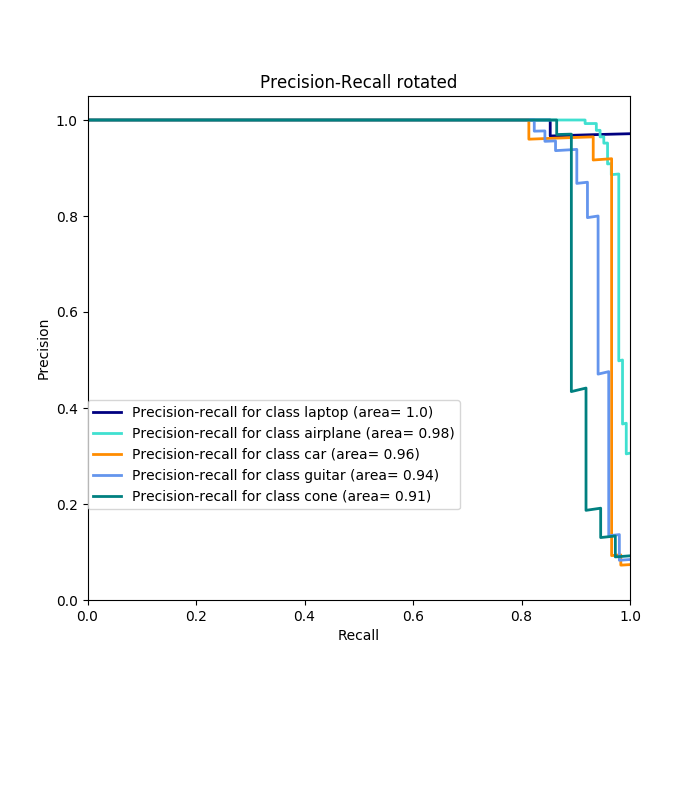 Precision-Recall rotated
1.0
0.8
0.6
0.4
0.2
0.0
Precision
Precision-recall for class laptop (area= 1.0)
Precision-recall for class airplane (area= 0.98)
Precision-recall for class car (area= 0.96)
Precision-recall for class guitar (area= 0.94)
Precision-recall for class cone (area= 0.91)
0.0 0.2 0.4 0.6 0.8 1.0
Recall